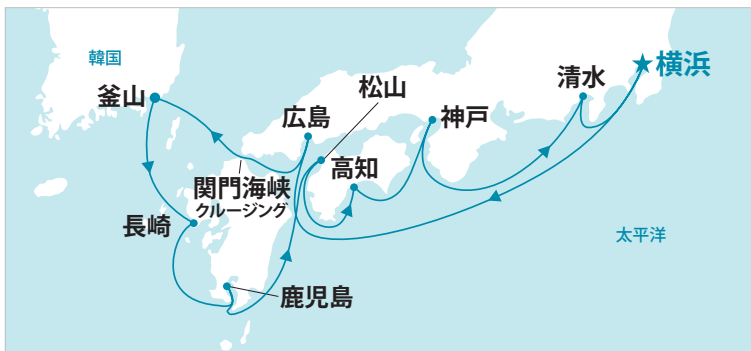 韓国
釜山
松山
広島
神戸
清水
★横浜
高知
関門海峡
クルージング
長崎
鹿児島
太平洋